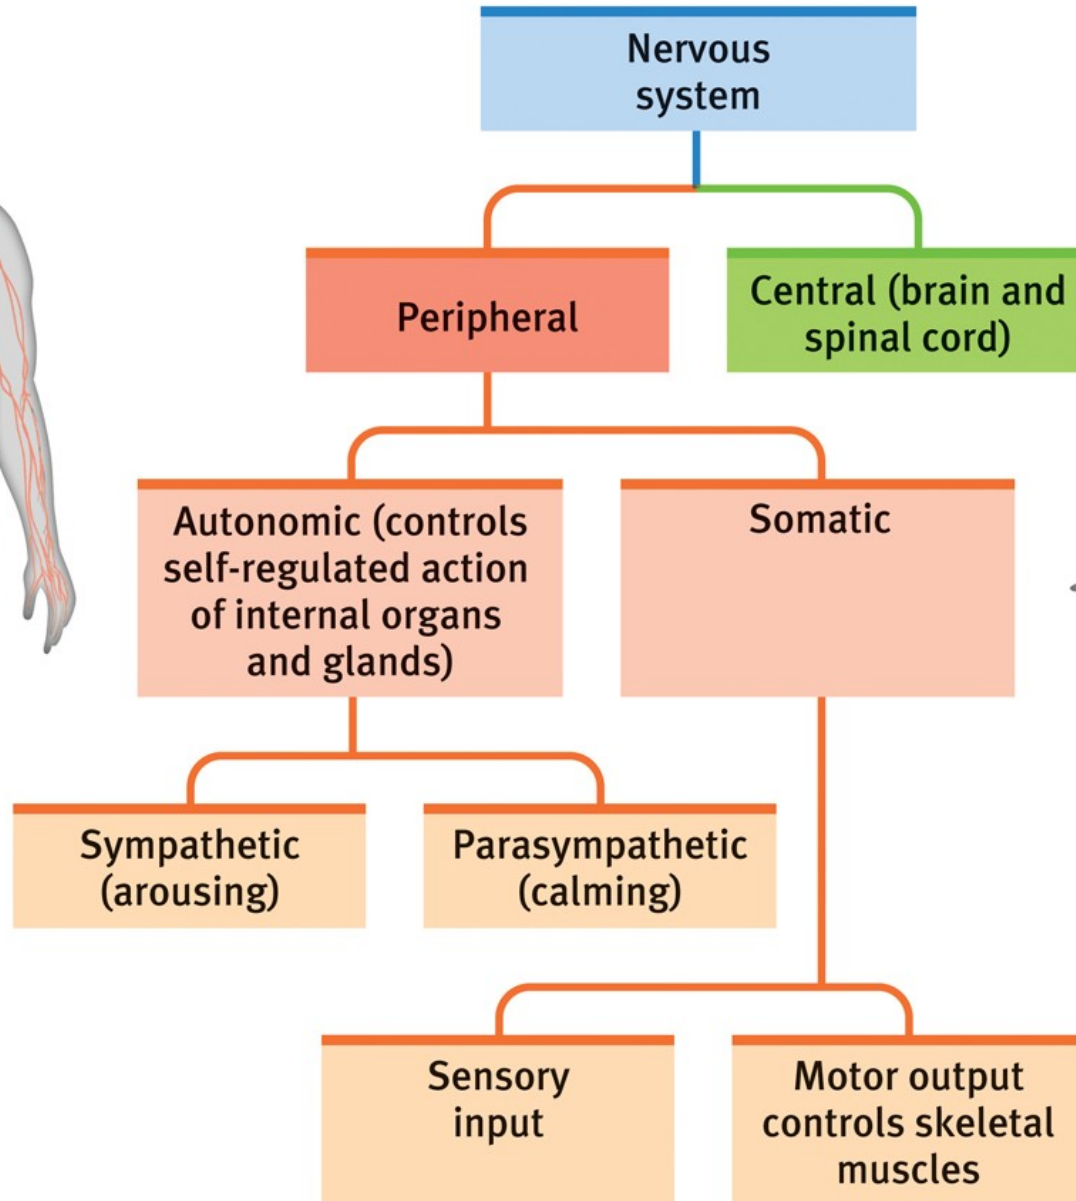 Nervous
system
Peripheral
Central (brain and
spinal cord)
Autonomic (controls
self-regulated action
of internal organs
and glands)
Somatic
Sympathetic
(arousing)
Parasympathetic
(calming)
Sensory
input
Motor output
controls skeletal
muscles